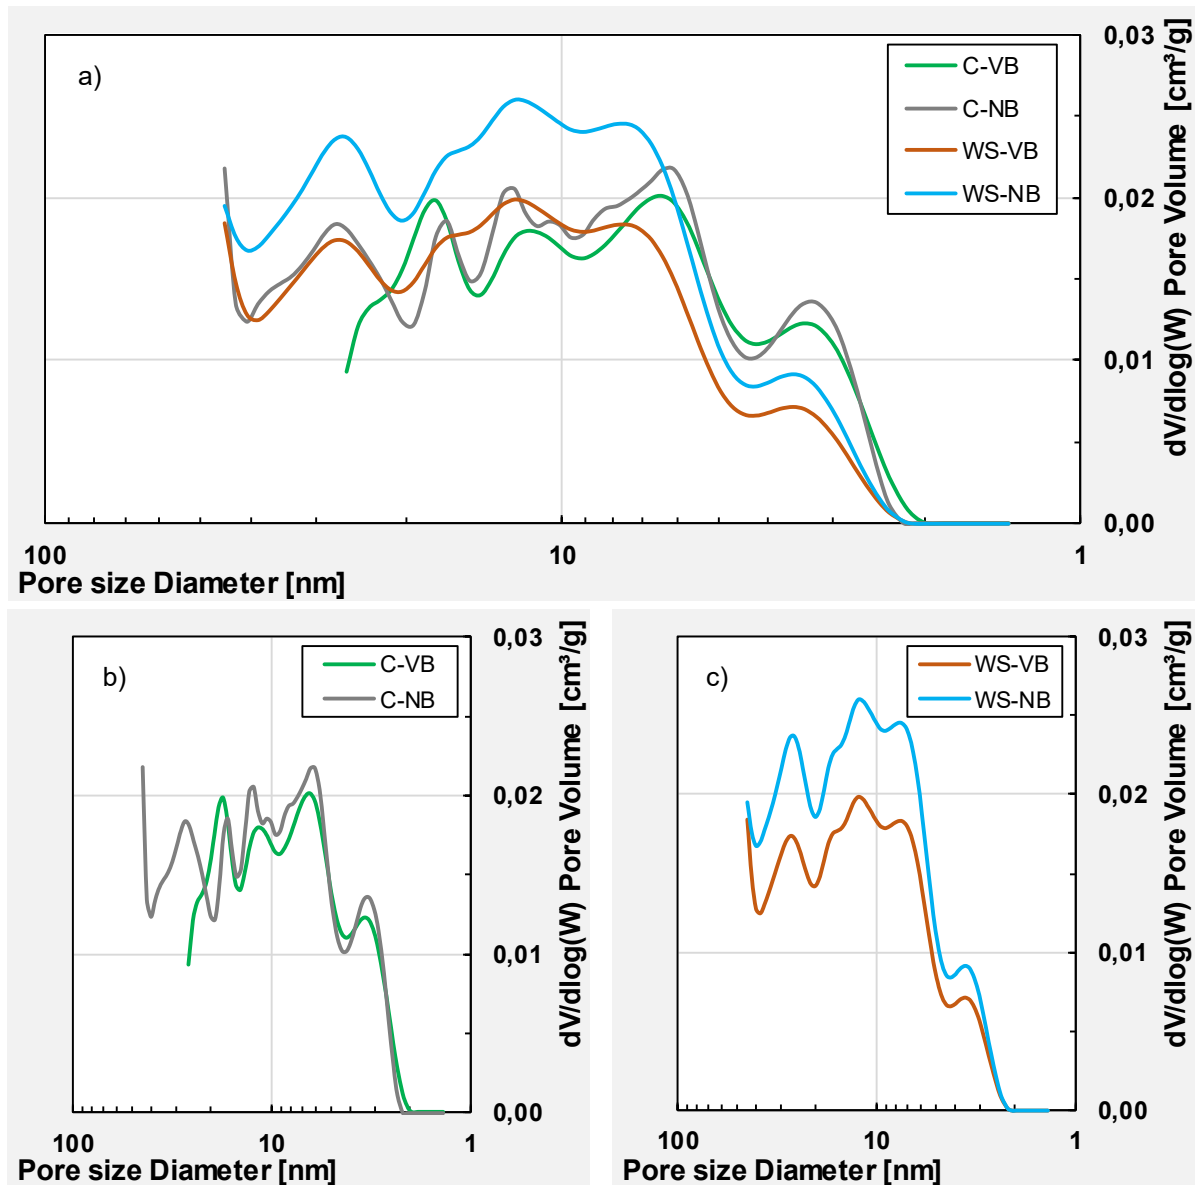 a)
C-VB
C-NB
WS-VB
WS-NB
0,03
0,02
0,01
0,00
dV/dlog(W) Pore Volume [cm³/g]
100
10
1
Pore size Diameter [nm]
b)
C-VB
C-NB
0,03
0,02
0,01
0,00
dV/dlog(W) Pore Volume [cm³/g]
100
10
1
Pore size Diameter [nm]
c)
WS-VB
WS-NB
0,03
0,02
0,01
0,00
dV/dlog(W) Pore Volume [cm³/g]
100
10
1
Pore size Diameter [nm]